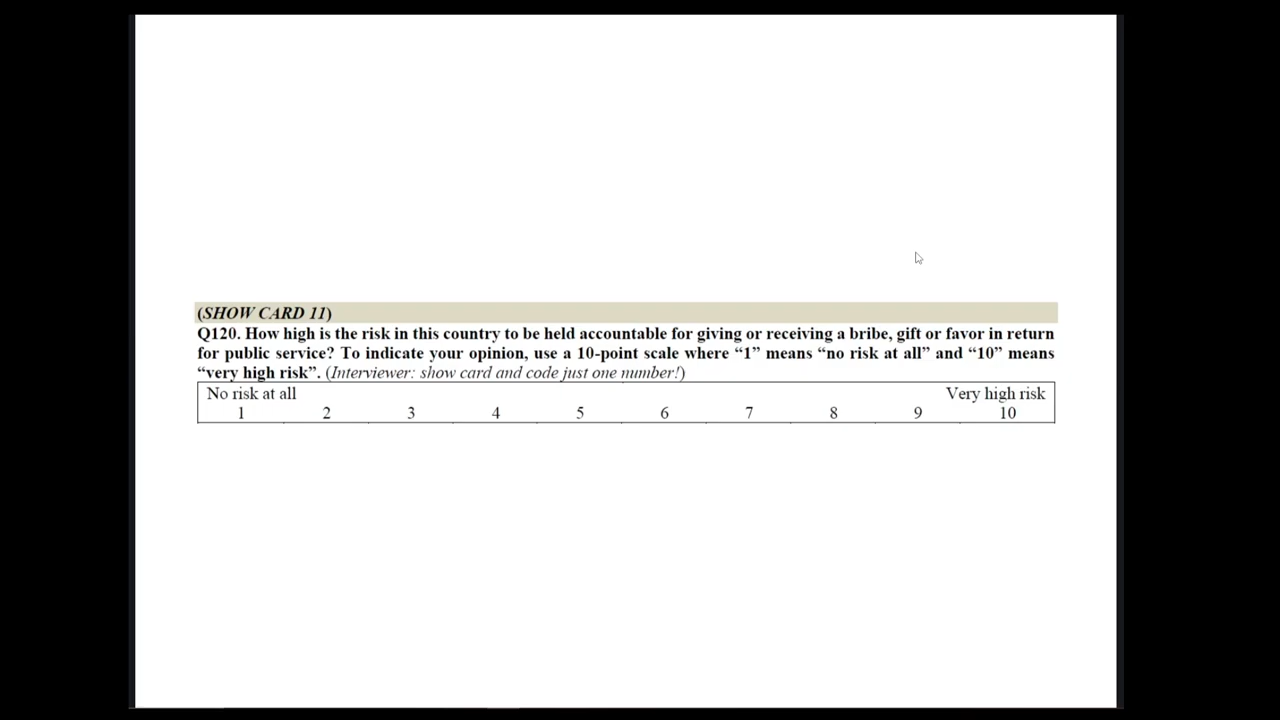 (SHOW CARD 11)
Q120. How high is the risk in this country to be held accountable for giving or receiving a bribe, gift or favor in return
for public service? To indicate your opinion, use a 10-point scale where “1” means “no risk at all” and “10” means
“very high risk”. (Interviewer: show card and code just one number!)
No risk at all Very high risk
1 2 3 4 5 6 7 8 9 10